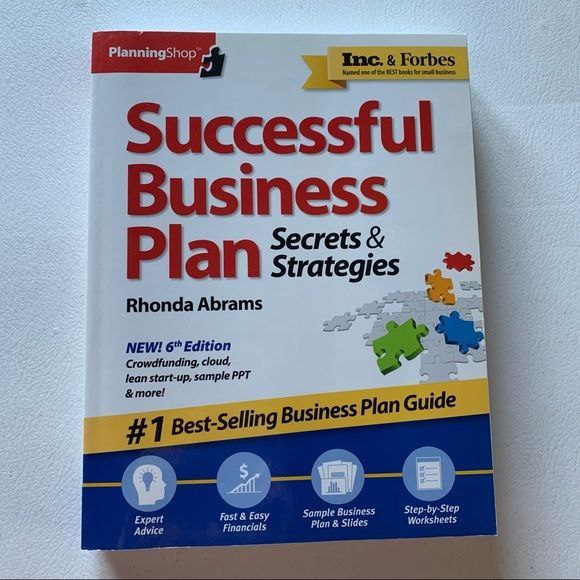 PlanningShop™
Inc. & Forbes
Named one of the BEST books for small business
Successful
Business
Plan Secrets &
Strategies
Rhonda Abrams
NEW! 6th Edition
Crowdfunding, cloud,
lean start-up, sample PPT
& more!
#1 Best-Selling Business Plan Guide
Expert
Advice
$
Fast & Easy
Financials
Sample Business
Plan & Slides
Step-by-Step
Worksheets